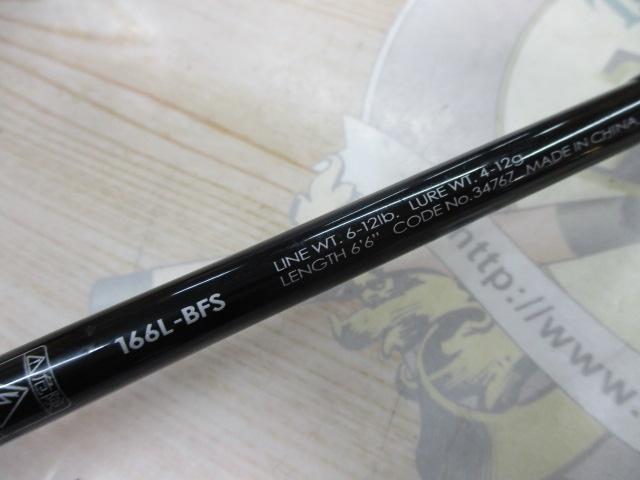 166L-BFS
LINE WT. 6-12lb. LURE WT. 4-12g
LENGTH 6'6" CODE No.34767 MADE IN CHINA
http://www.